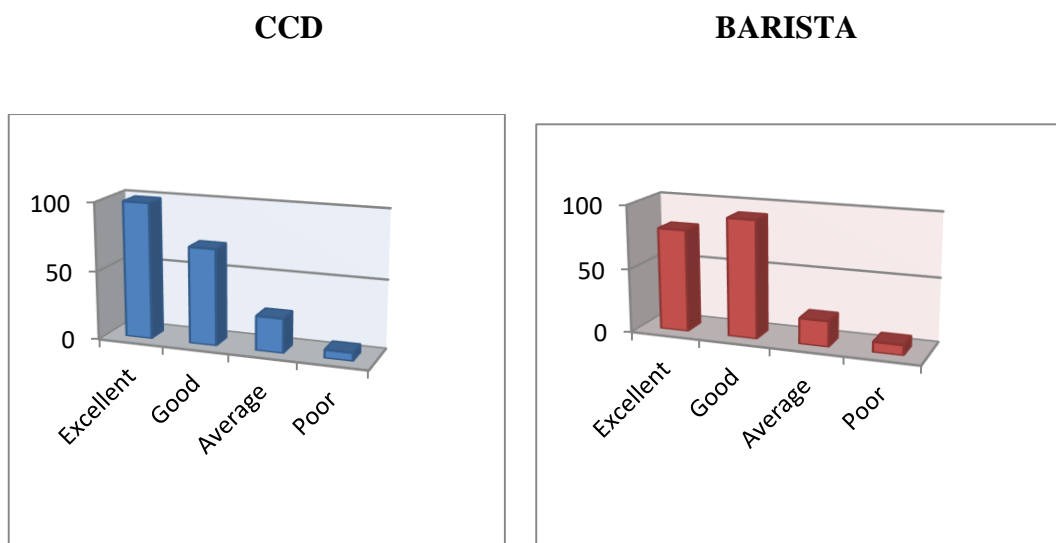 CCD
BARISTA
100
50
0
Excellent
Good
Average
Poor
100
50
0
Excellent
Good
Average
Poor